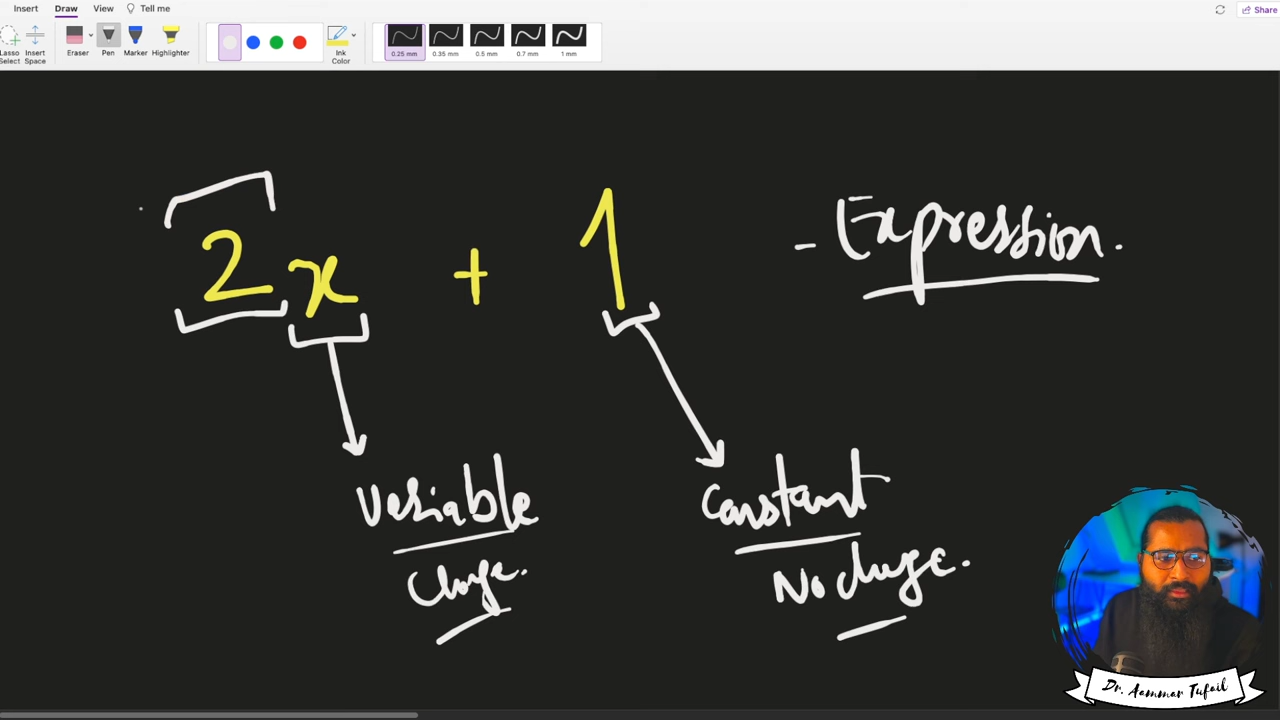 Insert Draw View Tell me
Share
Lasso Select
Insert Space
Eraser
Pen
Marker
Highlighter
Ink Color
0.25 mm
0.35 mm
0.5 mm
0.7 mm
1 mm
2x + 1 - Expression.
Variable
Constant
Change.
No change.
Dr. Aammar Tufail